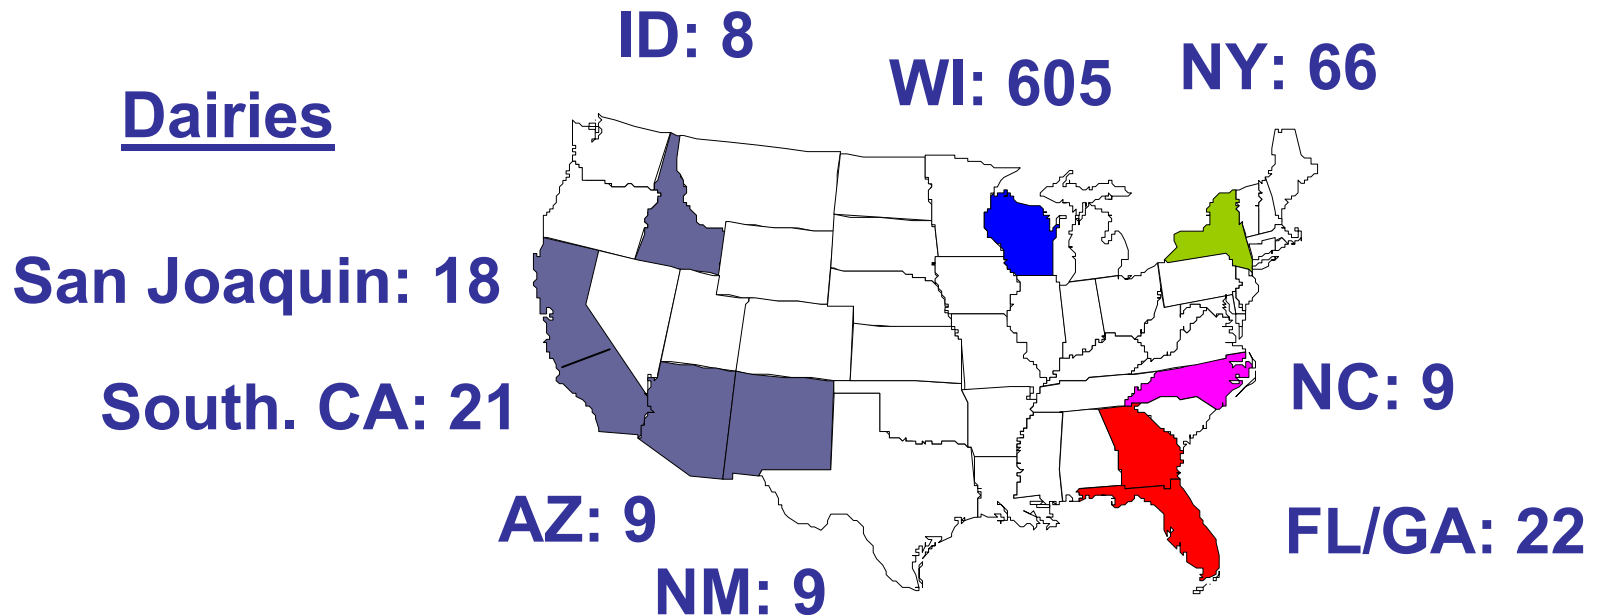 ID: 8
WI: 605
NY: 66
Dairies
San Joaquin: 18
South. CA: 21
NC: 9
AZ: 9
FL/GA: 22
NM: 9